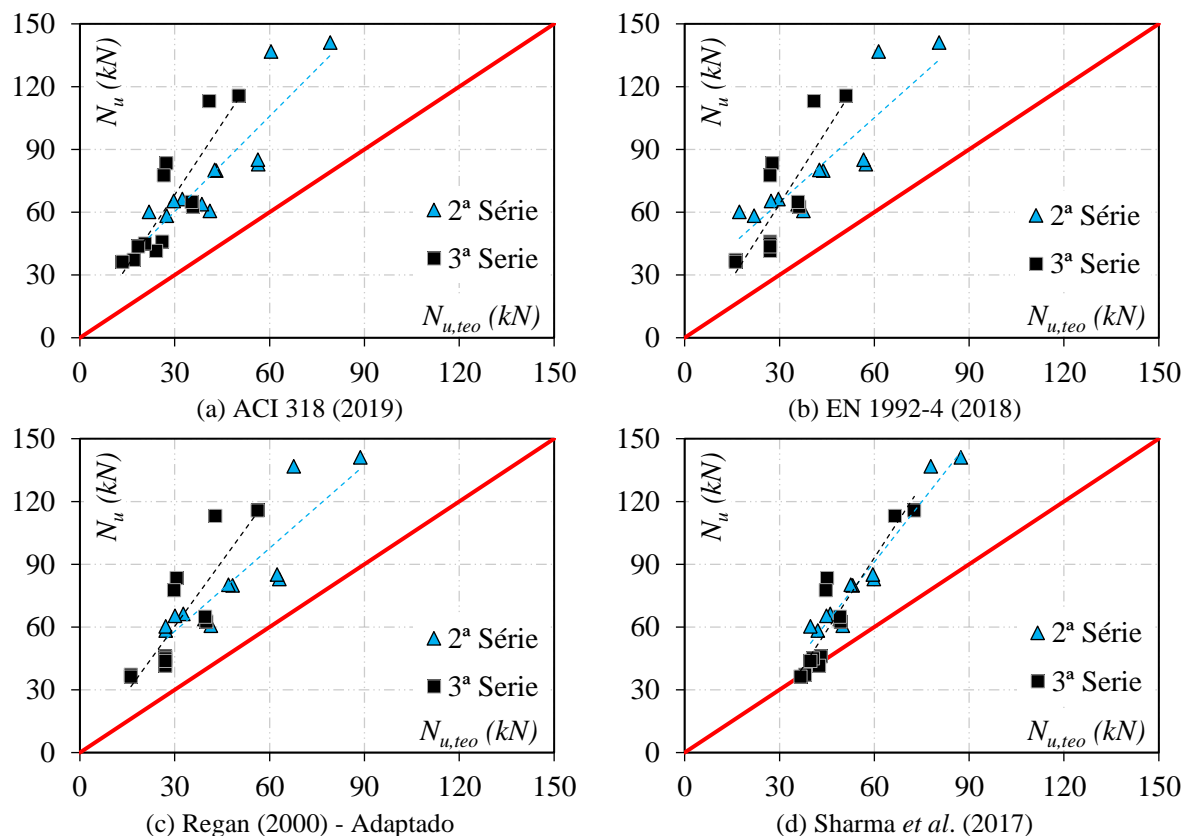 150
120
90
60
30
0
N_u (kN)
2ª Série
3ª Serie
N_{u,teo} (kN)
0 30 60 90 120 150
(a) ACI 318 (2019)
150
120
90
60
30
0
N_u (kN)
2ª Série
3ª Serie
N_{u,teo} (kN)
0 30 60 90 120 150
(b) EN 1992-4 (2018)
150
120
90
60
30
0
N_u (kN)
2ª Série
3ª Serie
N_{u,teo} (kN)
0 30 60 90 120 150
(c) Regan (2000) - Adaptado
150
120
90
60
30
0
N_u (kN)
2ª Série
3ª Serie
N_{u,teo} (kN)
0 30 60 90 120 150
(d) Sharma et al. (2017)